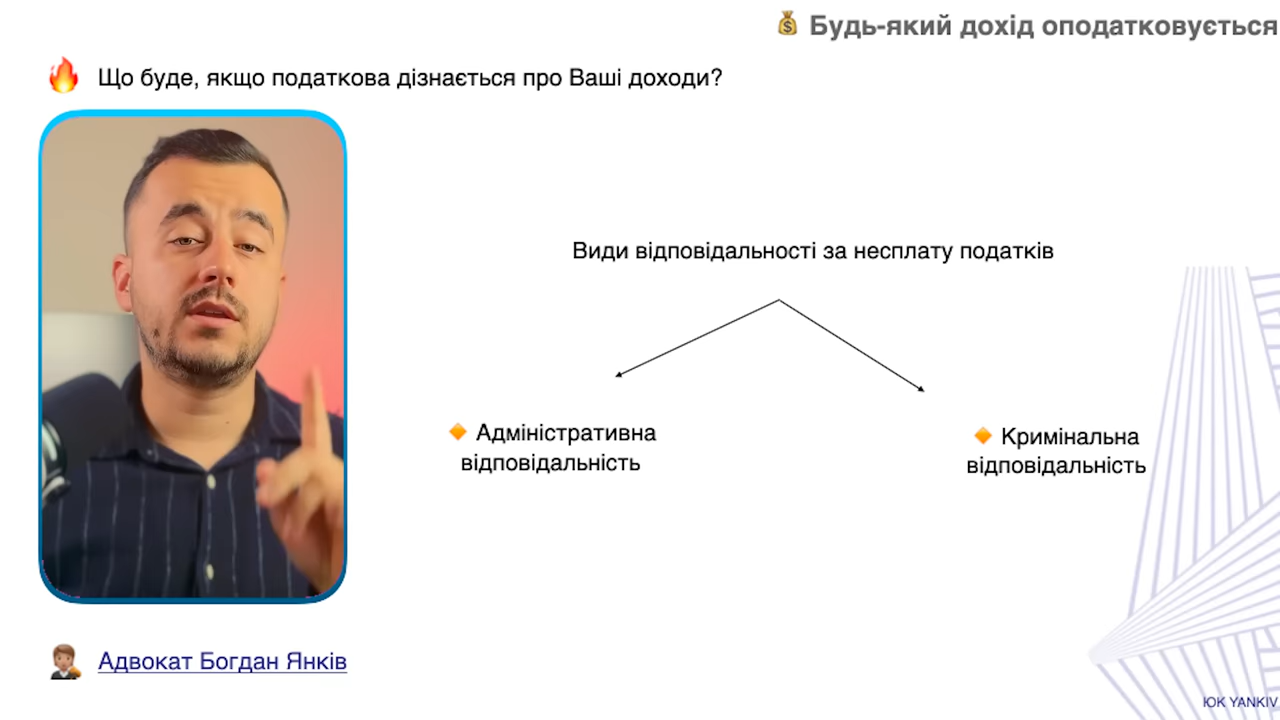 Будь-який дохід оподатковується
Що буде, якщо податкова дізнається про Ваші доходи?
Види відповідальності за несплату податків
Адміністративна
відповідальність
Кримінальна
відповідальність
Адвокат Богдан Янків
ЮК YANKIV